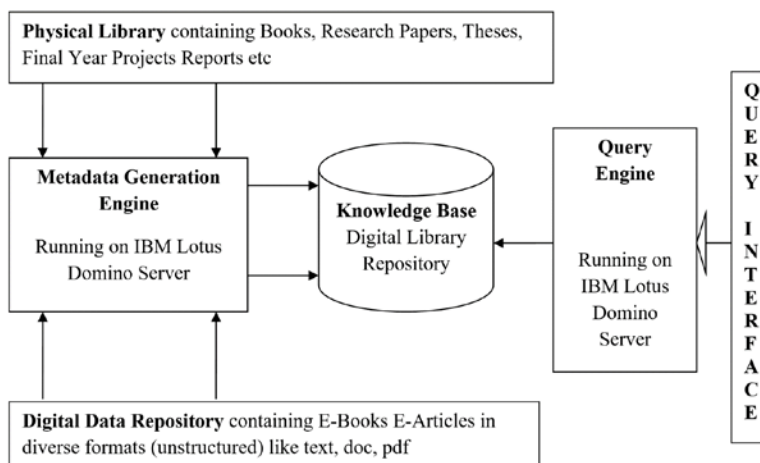 Physical Library containing Books, Research Papers, Theses,
Final Year Projects Reports etc
Metadata Generation
Engine
Running on IBM Lotus
Domino Server
Knowledge Base
Digital Library
Repository
Query
Engine
Running on
IBM Lotus
Domino
Server
QUERY INTERFACE
Digital Data Repository containing E-Books E-Articles in
diverse formats (unstructured) like text, doc, pdf